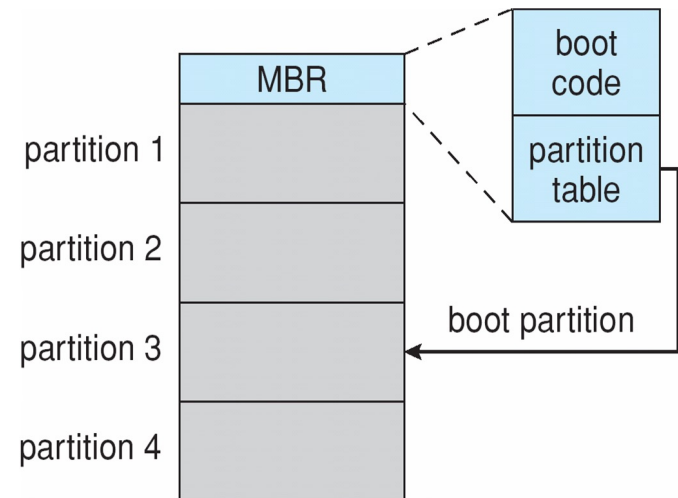 MBR
boot
code
partition
table
partition 1
partition 2
boot partition
partition 3
partition 4